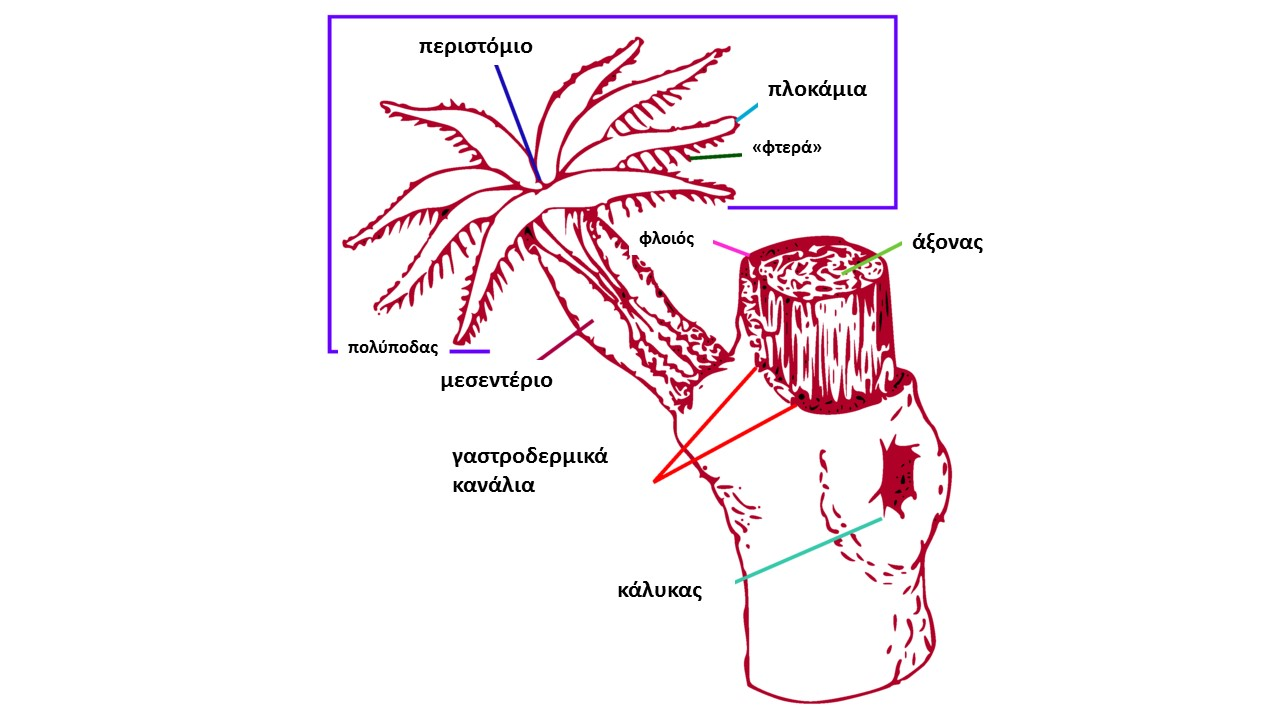 περιστόμιο
πλοκάμια
«φτερά»
φλοιός
άξονας
πολύποδας
μεσεντέριο
γαστροδερμικά
κανάλια
κάλυκας